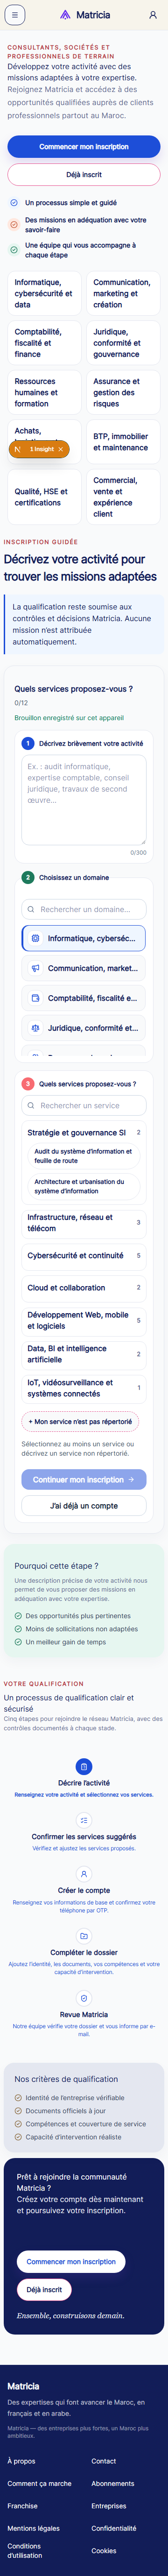 Matricia
CONSULTANTS, SOCIÉTÉS ET
PROFESSIONNELS DE TERRAIN
Développez votre activité avec des
missions adaptées à votre expertise.
Rejoignez Matricia et accédez à des
opportunités qualifiées auprès de clients
professionnels partout au Maroc.
Commencer mon inscription
Déjà inscrit
Un processus simple et guidé
Des missions en adéquation avec votre
savoir-faire
Une équipe qui vous accompagne à
chaque étape
Informatique,
cybersécurité et
data
Communication,
marketing et
création
Comptabilité,
fiscalité et
finance
Juridique,
conformité et
gouvernance
Ressources
humaines et
formation
Assurance et
gestion des
risques
Achats,
N 1 Insight
BTP, immobilier
et maintenance
Qualité, HSE et
certifications
Commercial,
vente et
expérience
client
INSCRIPTION GUIDÉE
Décrivez votre activité pour
trouver les missions adaptées
La qualification reste soumise aux
contrôles et décisions Matricia. Aucune
mission n'est attribuée
automatiquement.
Quels services proposez-vous ?
0/12
Brouillon enregistré sur cet appareil
1 Décrivez brièvement votre activité
Ex. : audit informatique,
expertise comptable, conseil
juridique, travaux de second
œuvre...
0/300
2 Choisissez un domaine
Rechercher un domaine...
Informatique, cybersécu...
Communication, market...
Comptabilité, fiscalité e...
Juridique, conformité et...
3 Quels services proposez-vous ?
Rechercher un service
Stratégie et gouvernance SI 2
Audit du système d'information et
feuille de route
Architecture et urbanisation du
système d'information
Infrastructure, réseau et
télécom 3
Cybersécurité et continuité 5
Cloud et collaboration 2
Développement Web, mobile
et logiciels 5
Data, BI et intelligence
artificielle 2
IoT, vidéosurveillance et
systèmes connectés 1
+ Mon service n'est pas répertorié
Sélectionnez au moins un service ou
décrivez un service non répertorié.
Continuer mon inscription →
J'ai déjà un compte
Pourquoi cette étape ?
Une description précise de votre activité nous
permet de vous proposer des missions en
adéquation avec votre expertise.
Des opportunités plus pertinentes
Moins de sollicitations non adaptées
Un meilleur gain de temps
VOTRE QUALIFICATION
Un processus de qualification clair et
sécurisé
Cinq étapes pour rejoindre le réseau Matricia, avec des
contrôles documentés à chaque stade.
Décrire l'activité
Renseignez votre activité et sélectionnez vos services.
Confirmer les services suggérés
Vérifiez et ajustez les services proposés.
Créer le compte
Renseignez vos informations de base et confirmez votre
téléphone par OTP.
Compléter le dossier
Ajoutez l'identité, les documents, vos compétences et votre
capacité d'intervention.
Revue Matricia
Notre équipe vérifie votre dossier et vous informe par e-
mail.
Nos critères de qualification
Identité de l'entreprise vérifiable
Documents officiels à jour
Compétences et couverture de service
Capacité d'intervention réaliste
Prêt à rejoindre la communauté
Matricia ?
Créez votre compte dès maintenant
et poursuivez votre inscription.
Commencer mon inscription
Déjà inscrit
Ensemble, construisons demain.
Matricia
Des expertises qui font avancer le Maroc, en
français et en arabe.
Matricia — des entreprises plus fortes, un Maroc plus
ambitieux.
À propos
Contact
Comment ça marche
Abonnements
Franchise
Entreprises
Mentions légales
Confidentialité
Conditions
d'utilisation
Cookies